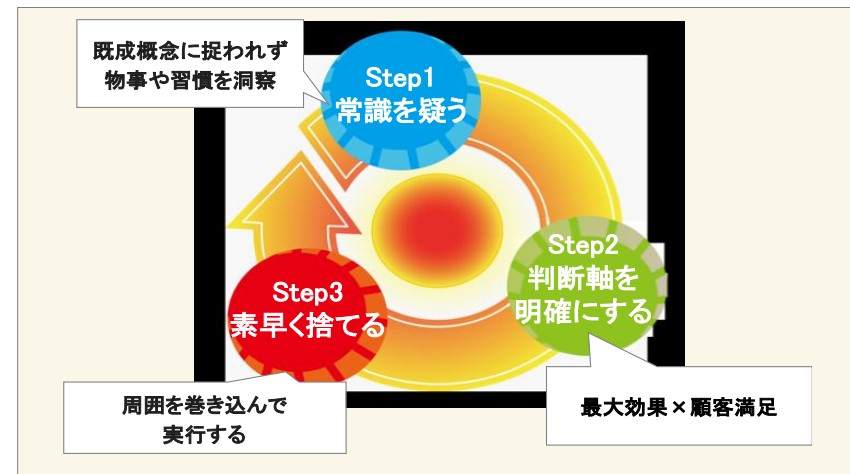 既成概念に捉われず
物事や習慣を洞察
Step1
常識を疑う
Step2
判断軸を
明確にする
最大効果×顧客満足
Step3
素早く捨てる
周囲を巻き込んで
実行する